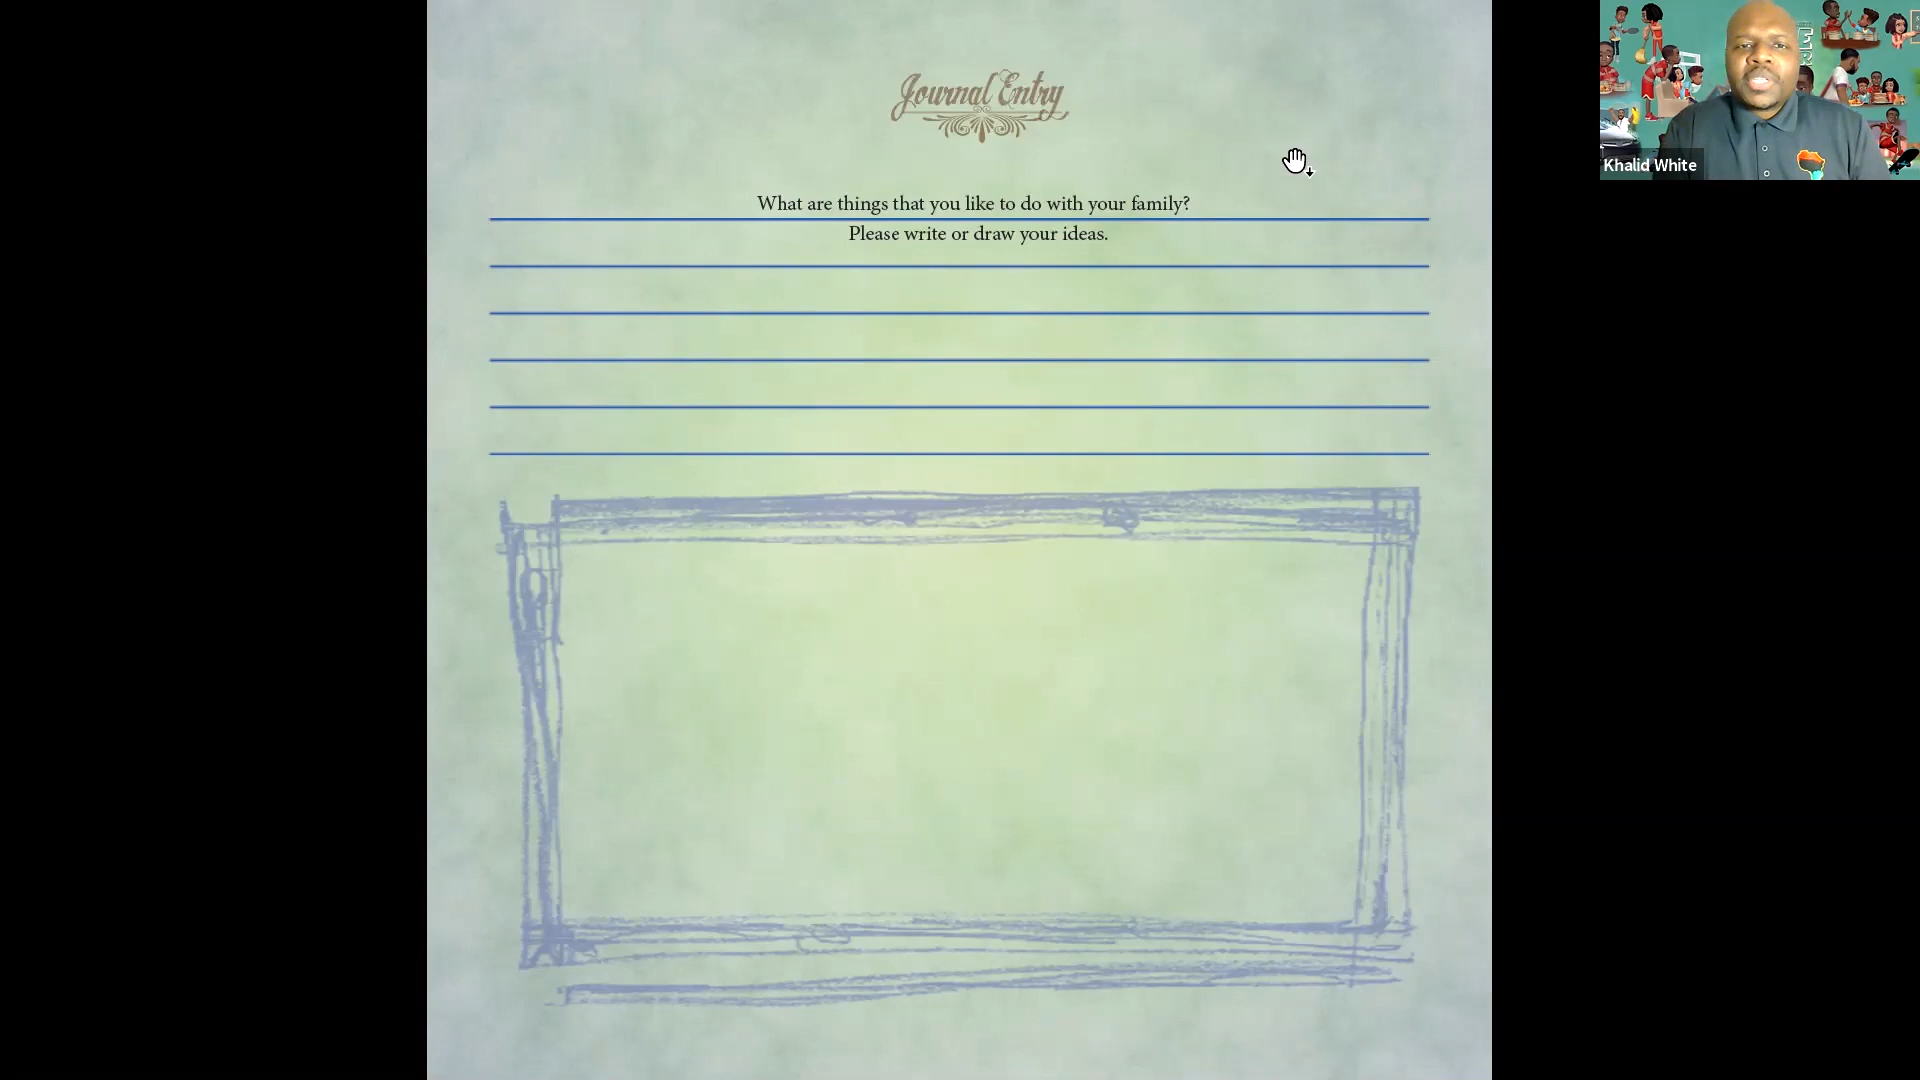 Journal Entry
What are things that you like to do with your family?
Please write or draw your ideas.
Khalid White